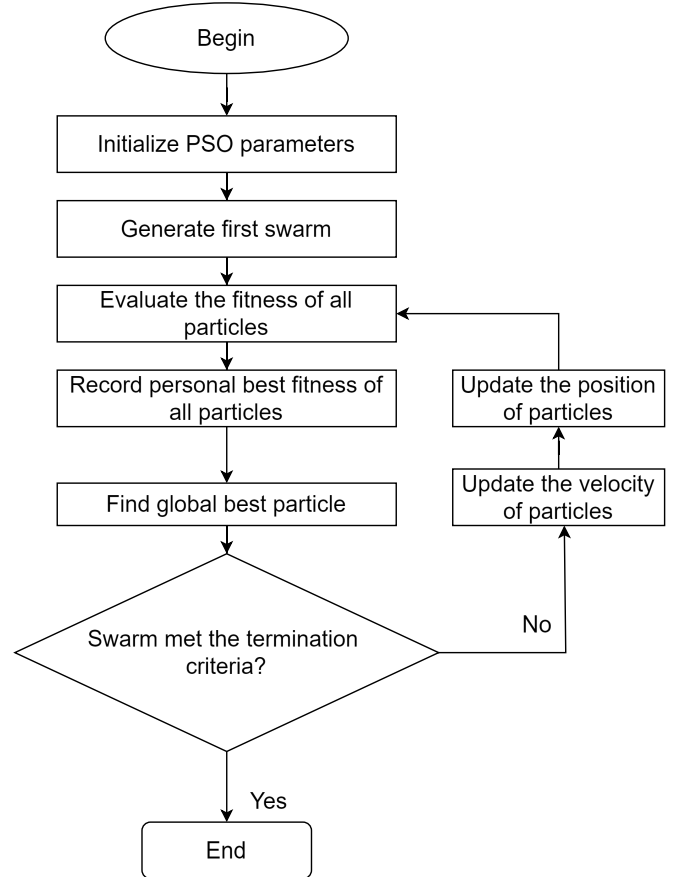 Begin
Initialize PSO parameters
Generate first swarm
Evaluate the fitness of all
particles
Record personal best fitness of
all particles
Find global best particle
Swarm met the termination
criteria?
No
Update the velocity
of particles
Update the position
of particles
Yes
End